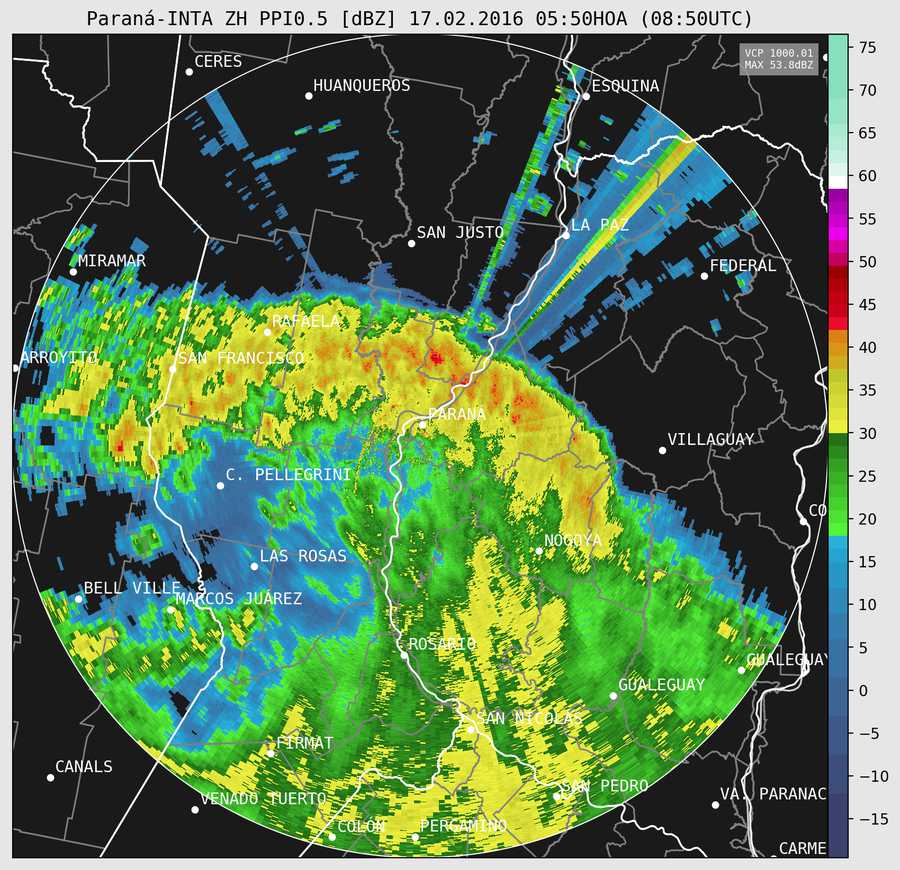 Paraná-INTA ZH PPI0.5 [dBZ] 17.02.2016 05:50HOA (08:50UTC)
VCP 1000.01
MAX 53.8dBZ
75
70
65
60
55
50
45
40
35
30
25
20
15
10
5
0
−5
−10
−15
CERES
HUANQUEROS
ESQUINA
SAN JUSTO
LA PAZ
MIRAMAR
FEDERAL
RAFAELA
ARROYITO
SAN FRANCISCO
PARANA
VILLAGUAY
C. PELLEGRINI
CO
NOGOYA
LAS ROSAS
BELL VILLE
MARCOS JUAREZ
ROSARIO
GUALEGUAY
GUALEGUAY
SAN NICOLAS
FIRMAT
CANALS
SAN PEDRO
VENADO TUERTO
VA. PARANAC
COLÓN
PERGAMINO
CARME